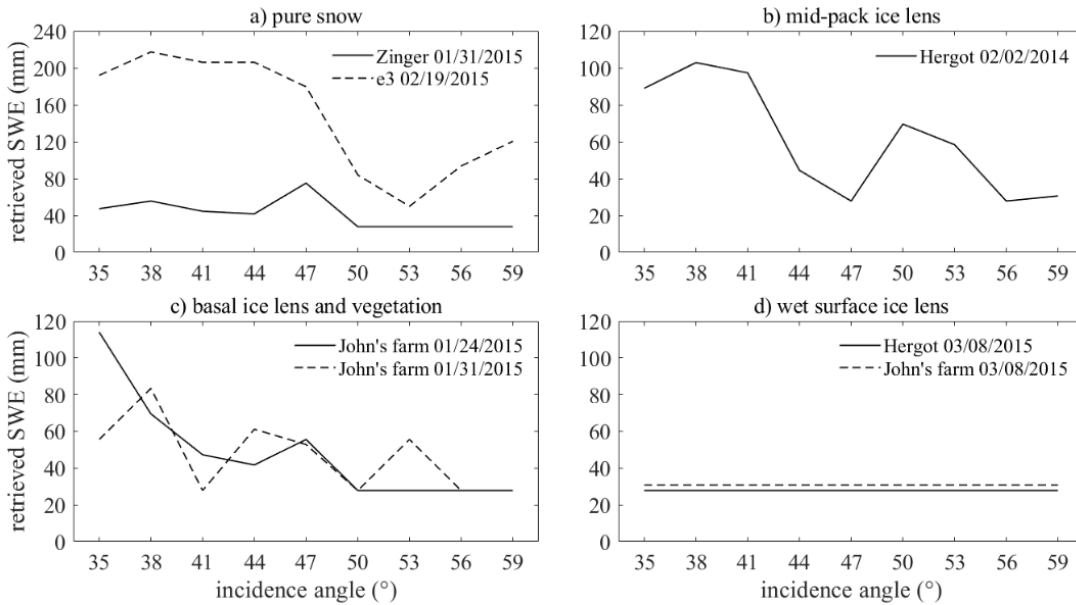 a) pure snow
240
200
160
120
80
40
0
retrieved SWE (mm)
Zinger 01/31/2015
e3 02/19/2015
35 38 41 44 47 50 53 56 59
b) mid-pack ice lens
120
100
80
60
40
20
0
Hergot 02/02/2014
35 38 41 44 47 50 53 56 59
c) basal ice lens and vegetation
120
100
80
60
40
20
0
retrieved SWE (mm)
John's farm 01/24/2015
John's farm 01/31/2015
35 38 41 44 47 50 53 56 59
incidence angle (°)
d) wet surface ice lens
120
100
80
60
40
20
0
Hergot 03/08/2015
John's farm 03/08/2015
35 38 41 44 47 50 53 56 59
incidence angle (°)